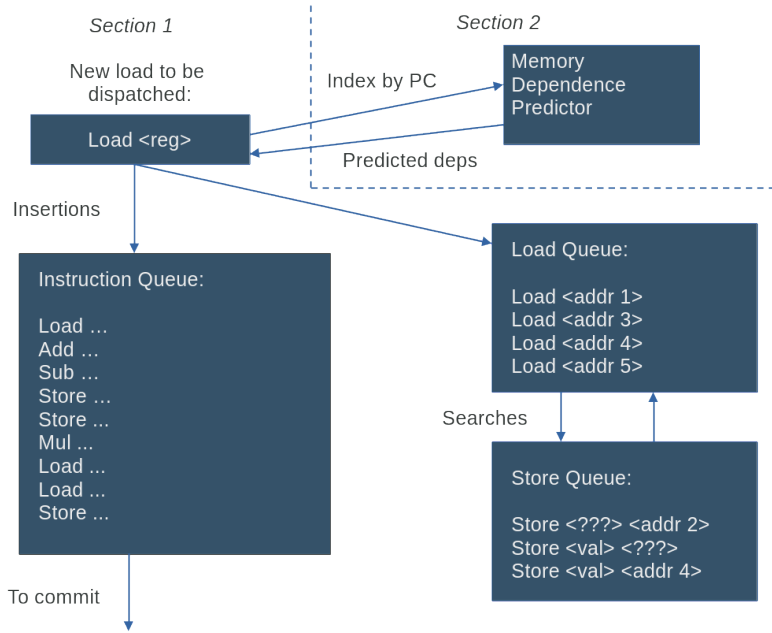 Section 1
Section 2
New load to be
dispatched:
Index by PC
Memory
Dependence
Predictor
Load <reg>
Predicted deps
Insertions
Instruction Queue:
Load ...
Add ...
Sub ...
Store ...
Store ...
Mul ...
Load ...
Load ...
Store ...
Load Queue:
Load <addr 1>
Load <addr 3>
Load <addr 4>
Load <addr 5>
Searches
Store Queue:
Store <???> <addr 2>
Store <val> <???>
Store <val> <addr 4>
To commit